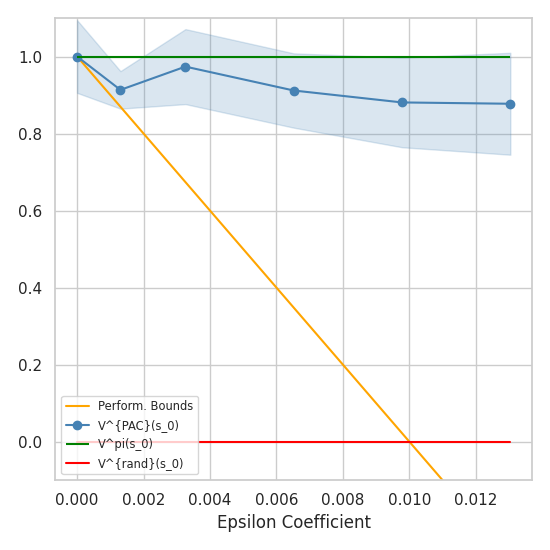 1.0
0.8
0.6
0.4
0.2
0.0
Perform. Bounds
V^{PAC}(s_0)
V^pi(s_0)
V^{rand}(s_0)
0.000 0.002 0.004 0.006 0.008 0.010 0.012
Epsilon Coefficient